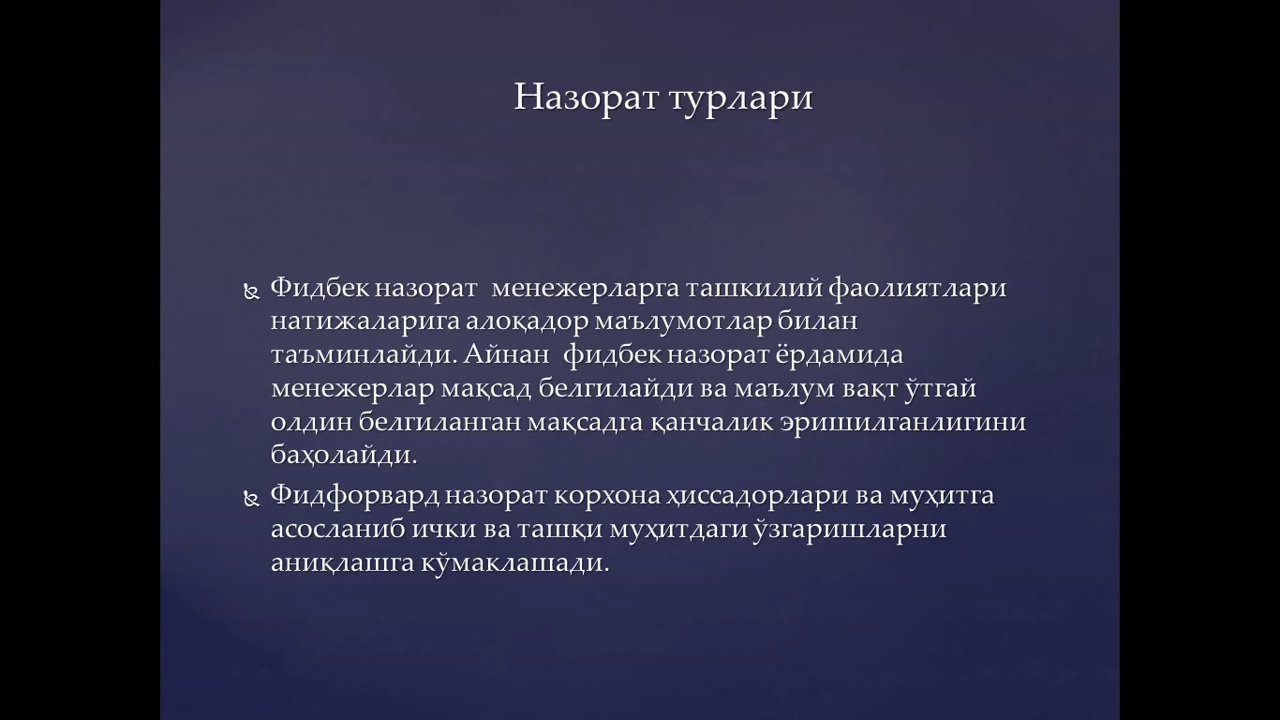 Назорат турлари
Фидбек назорат менежерларга ташкилий фаолиятлари
натижаларига алоқадор маълумотлар билан
таъминлайди. Айнан фидбек назорат ёрдамида
менежерлар мақсад белгилайди ва маълум вақт ўтгай
олдин белгиланган мақсадга қанчалик эришилганлигини
баҳолайди.
Фидфорвард назорат корхона ҳиссадорлари ва муҳитга
асосланиб ички ва ташқи муҳитдаги ўзгаришларни
аниқлашга кўмаклашади.